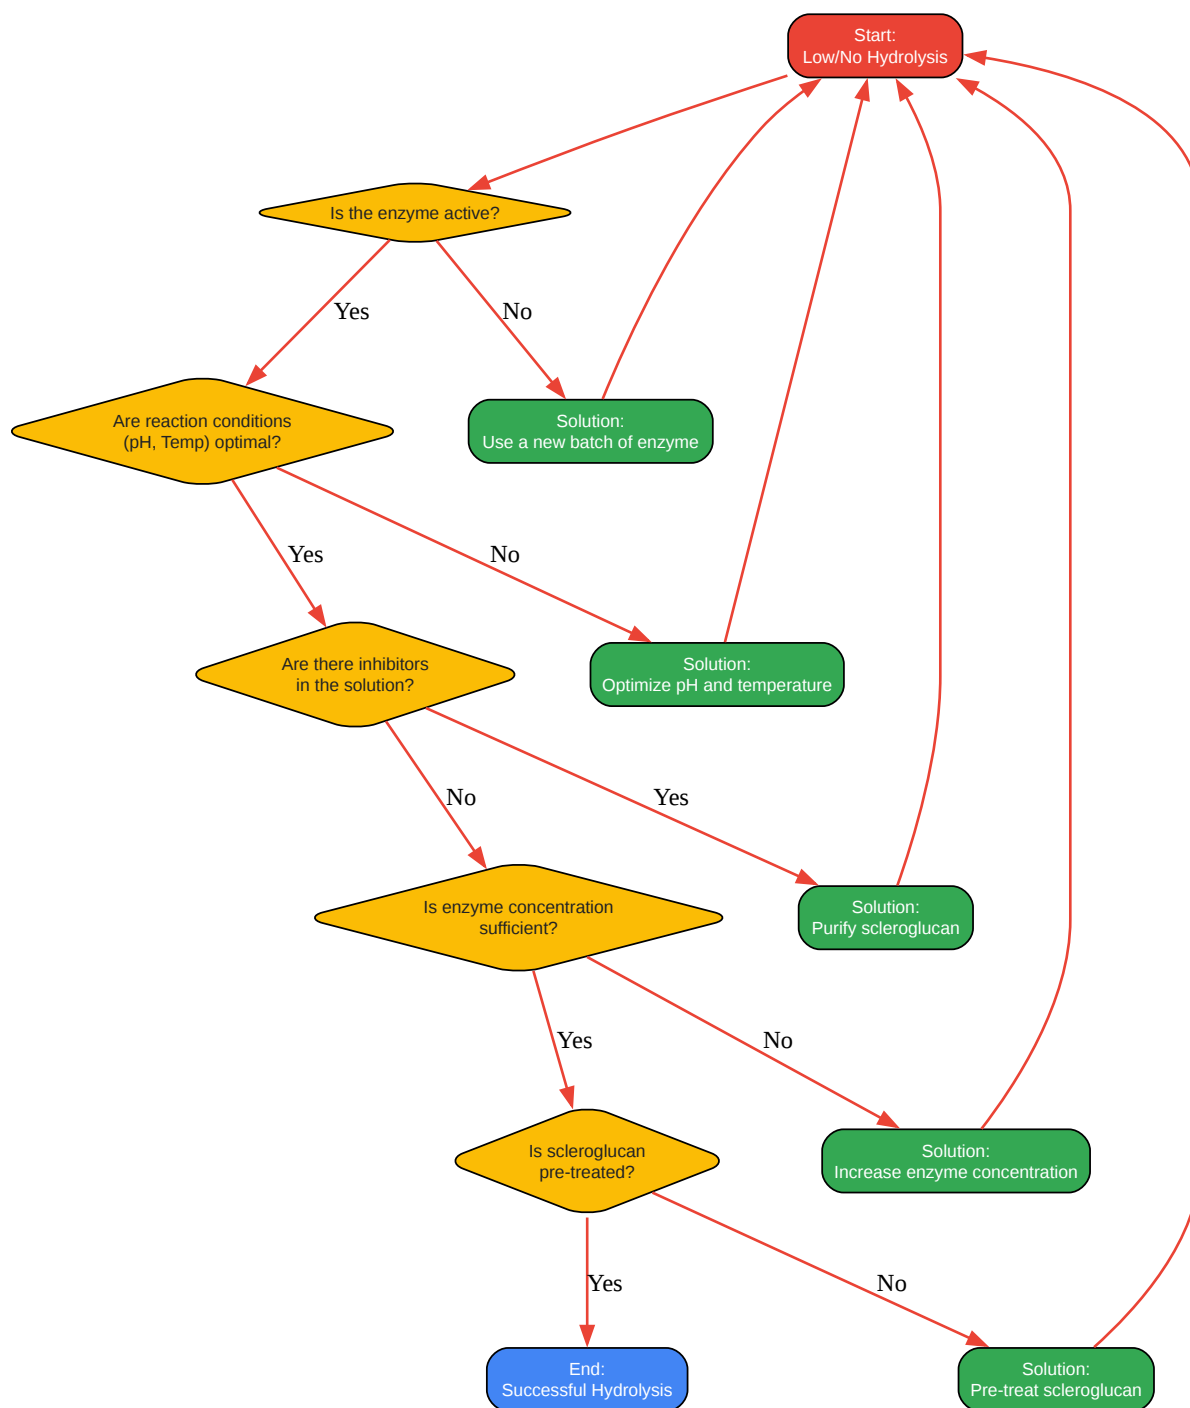 Start:
Low/No Hydrolysis
Is the enzyme active?
Yes
No
Are reaction conditions
(pH, Temp) optimal?
Solution:
Use a new batch of enzyme
Yes
No
Are there inhibitors
in the solution?
Solution:
Optimize pH and temperature
No
Yes
Is enzyme concentration
sufficient?
Solution:
Purify scleroglucan
Yes
No
Is scleroglucan
pre-treated?
Solution:
Increase enzyme concentration
Yes
No
End:
Successful Hydrolysis
Solution:
Pre-treat scleroglucan